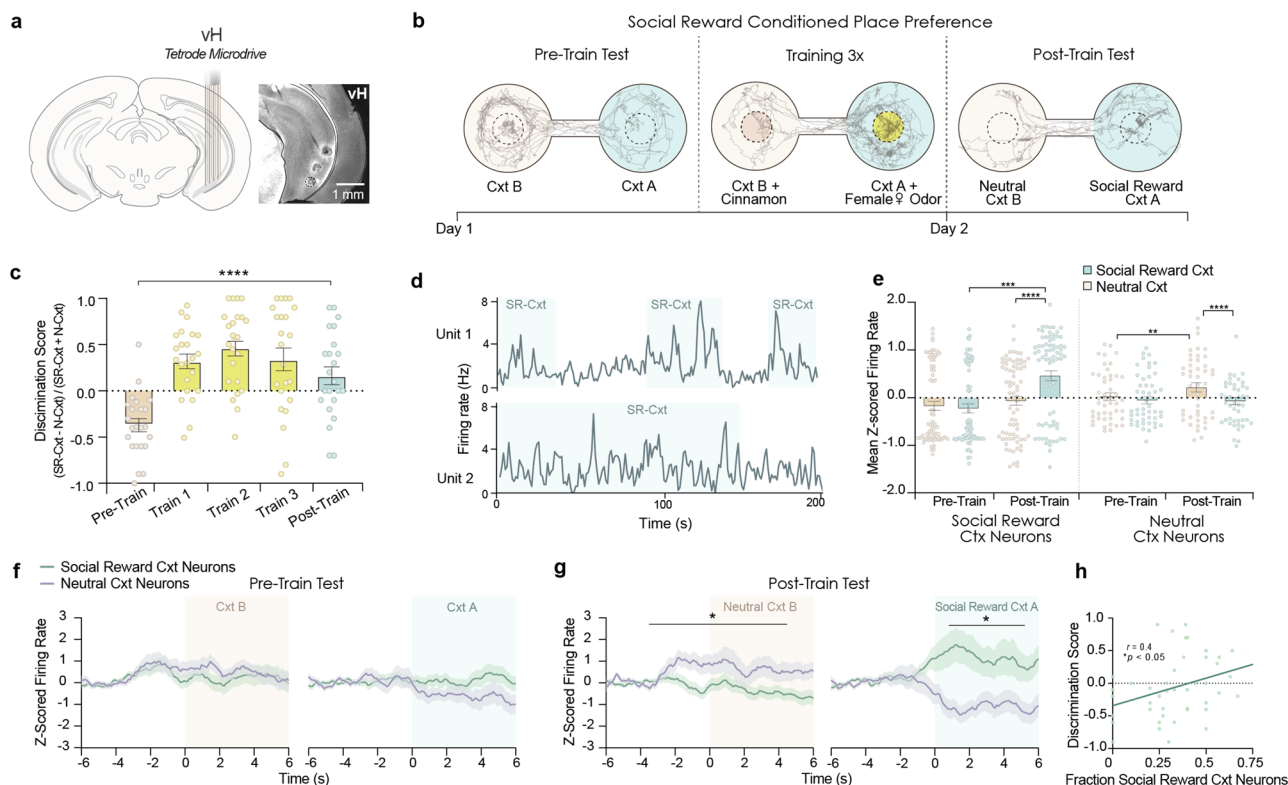 a
vH
Tetrode Microdrive
vH
1 mm
b
Social Reward Conditioned Place Preference
Pre-Train Test
Training 3x
Post-Train Test
Cxt B
Cxt A
Cxt B +
Cinnamon
Cxt A +
Female♀ Odor
Neutral
Cxt B
Social Reward
Cxt A
Day 1
Day 2
c
****
Discimination Score
(SR-Cxt - N-Cxt) / (SR-Cxt + N-Cxt)
1.0
0.5
0.0
-0.5
-1.0
Pre-Train
Train 1
Train 2
Train 3
Post-Train
d
Firing rate (Hz)
Unit 1
8
4
0
SR-Cxt
SR-Cxt
SR-Cxt
Unit 2
8
4
0
SR-Cxt
0
100
200
Time (s)
e
Social Reward Cxt
Neutral Cxt
Mean Z-scored Firing Rate
2.0
1.0
0.0
-1.0
-2.0
***
****
**
****
Pre-Train
Post-Train
Pre-Train
Post-Train
Social Reward
Ctx Neurons
Neutral
Ctx Neurons
f
Social Reward Cxt Neurons
Neutral Cxt Neurons
Pre-Train Test
Z-Scored Firing Rate
3
2
1
0
-1
-2
-3
Cxt B
Cxt A
-6 -4 -2 0 2 4 6
-6 -4 -2 0 2 4 6
Time (s)
g
Post-Train Test
Z-Scored Firing Rate
3
2
1
0
-1
-2
-3
Neutral Cxt B
*
Social Reward Cxt A
*
-6 -4 -2 0 2 4 6
-6 -4 -2 0 2 4 6
Time (s)
h
Discrimination Score
1.0
0.5
0.0
-0.5
-1.0
r = 0.4
*p < 0.05
0 0.25 0.50 0.75
Fraction Social Reward Cxt Neurons